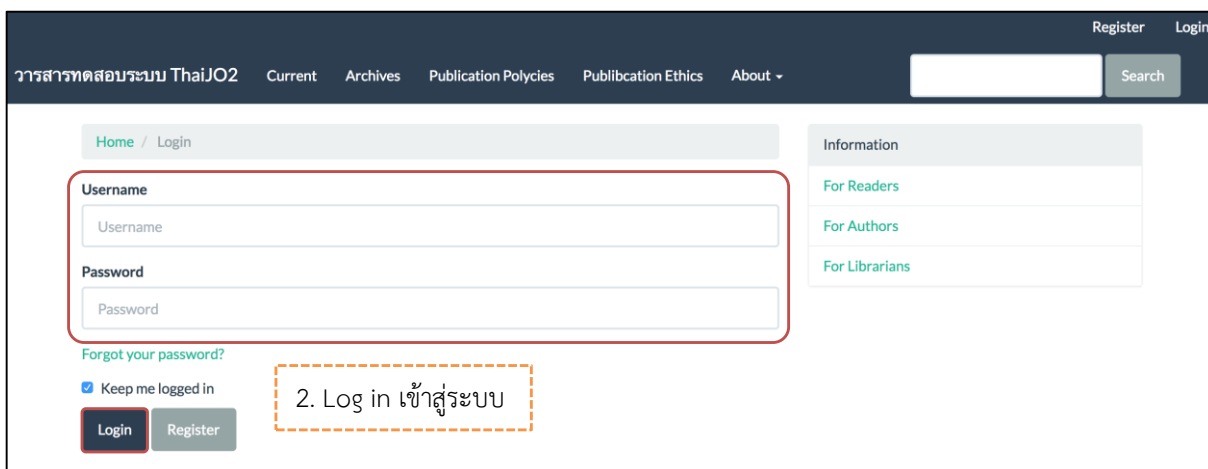 Register Login
วารสารทดสอบระบบ ThaiJO2 Current Archives Publication Polycies Publibcation Ethics About Search
Home / Login
Information
Username
For Readers
Username
For Authors
Password
For Librarians
Password
Forgot your password?
Keep me logged in
2. Log in เข้าสู่ระบบ
Login Register